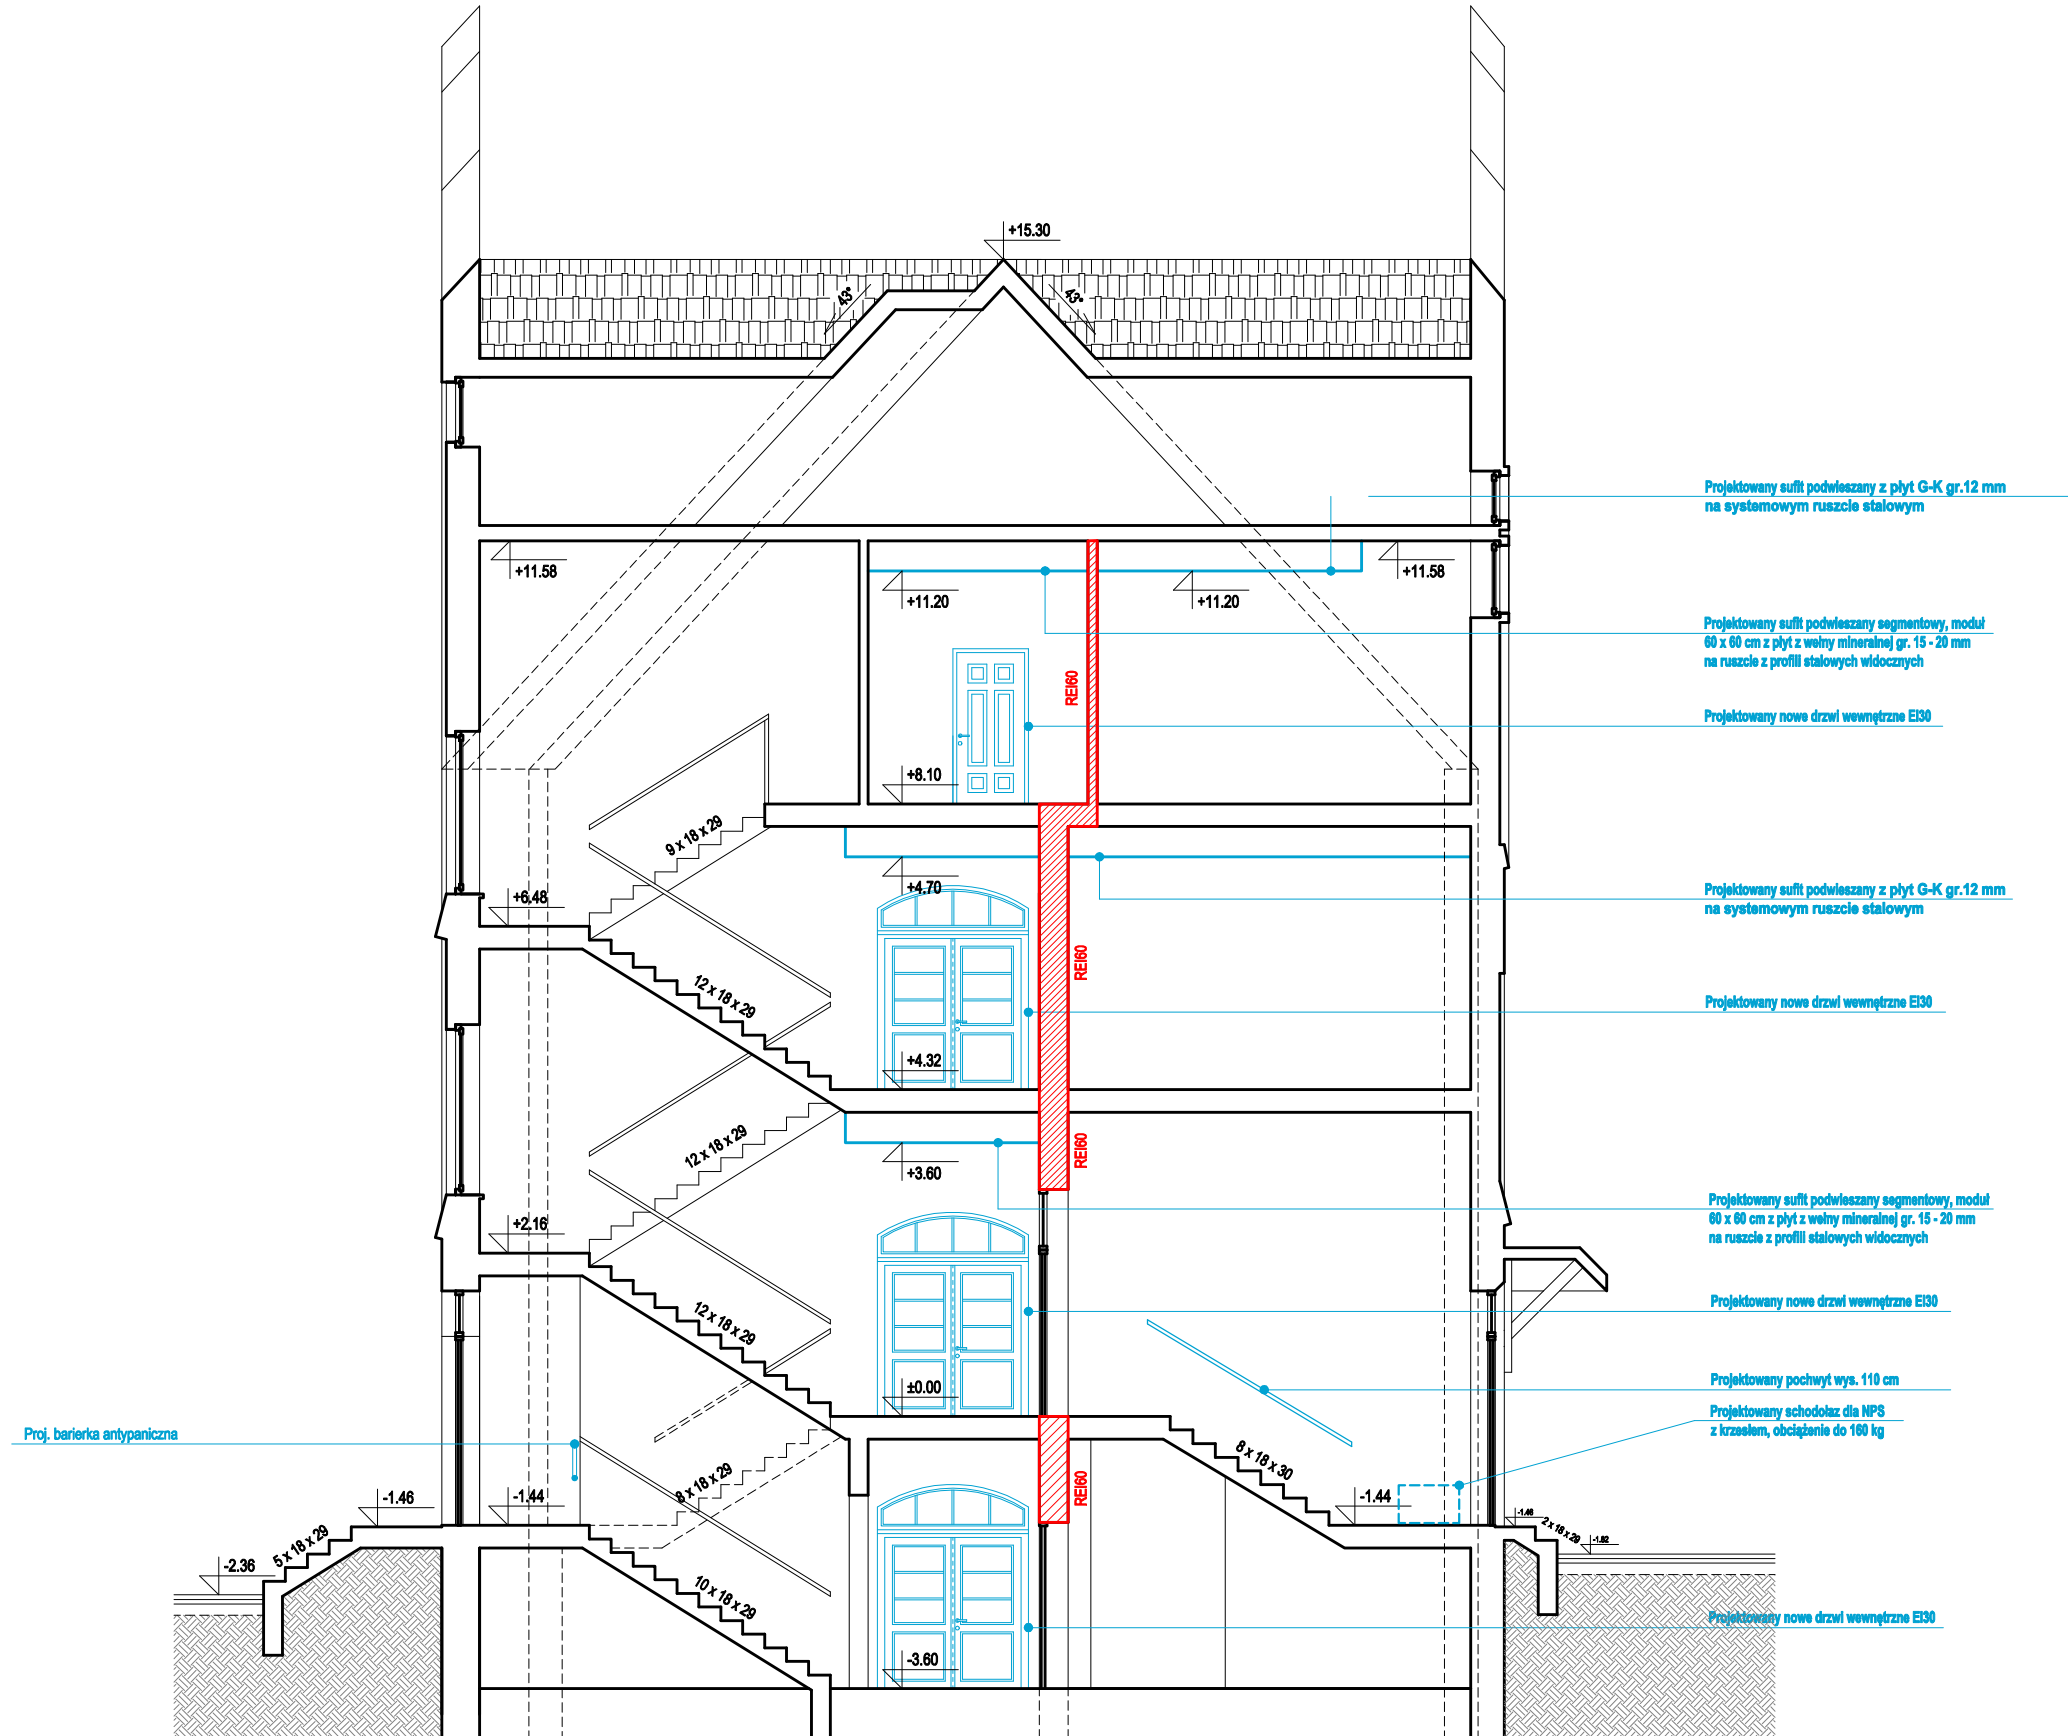 +15.30
43°
43°
Projektowany sufit podwieszany z płyt G-K gr.12 mm
na systemowym ruszcie stalowym
+11.58
+11.20
+11.20
+11.58
Projektowany sufit podwieszany segmentowy, moduł
60 x 60 cm z płyt z wełny mineralnej gr. 15 - 20 mm
na ruszcie z profili stalowych widocznych
REI60
Projektowany nowe drzwi wewnętrzne EI30
+8.10
9 x 18 x 29
+4.70
Projektowany sufit podwieszany z płyt G-K gr.12 mm
na systemowym ruszcie stalowym
+6.48
REI60
12 x 18 x 29
Projektowany nowe drzwi wewnętrzne EI30
+4.32
12 x 18 x 29
REI60
+3.60
Projektowany sufit podwieszany segmentowy, moduł
60 x 60 cm z płyt z wełny mineralnej gr. 15 - 20 mm
na ruszcie z profili stalowych widocznych
+2.16
12 x 18 x 29
Projektowany nowe drzwi wewnętrzne EI30
±0.00
Projektowany pochwyt wys. 110 cm
Projektowany schodołaz dla NPS
z krzesłem, obciążenie do 160 kg
Proj. barierka antypaniczna
8 x 18 x 29
REI60
8 x 18 x 30
-1.46
-1.44
-1.44
-1.46
2 x 18 x 29
-1.82
5 x 18 x 29
-2.36
10 x 18 x 29
Projektowany nowe drzwi wewnętrzne EI30
-3.60